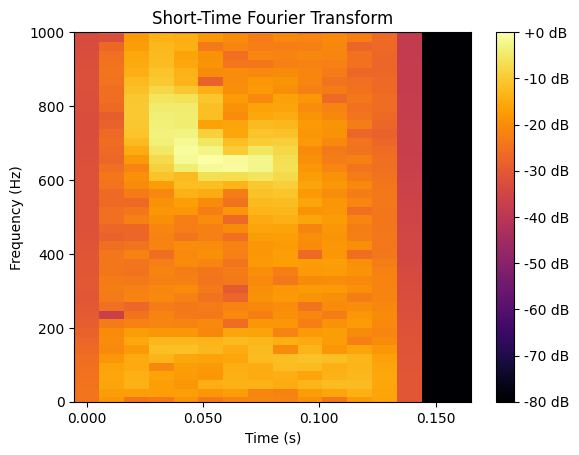 Short-Time Fourier Transform
1000
800
600
400
200
0
Frequency (Hz)
0.000
0.050
0.100
0.150
Time (s)
+0 dB
-10 dB
-20 dB
-30 dB
-40 dB
-50 dB
-60 dB
-70 dB
-80 dB